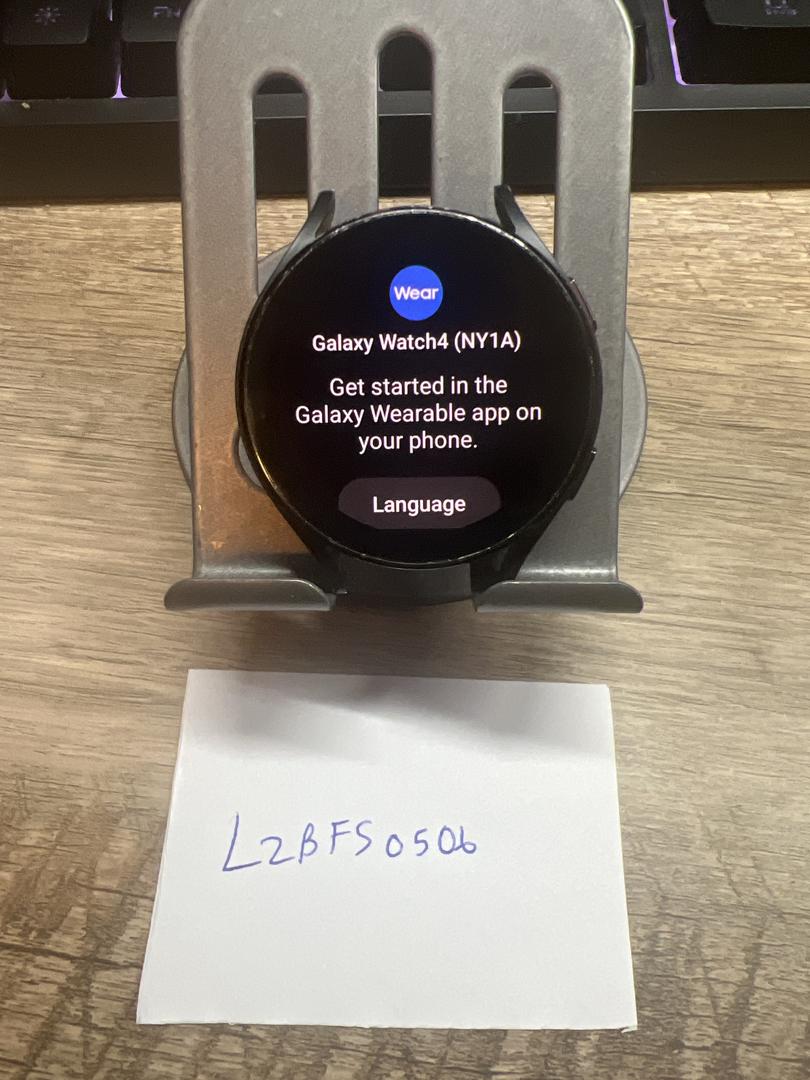 Wear
Galaxy Watch4 (NY1A)
Get started in the
Galaxy Wearable app on
your phone.
Language
L2BFS0506